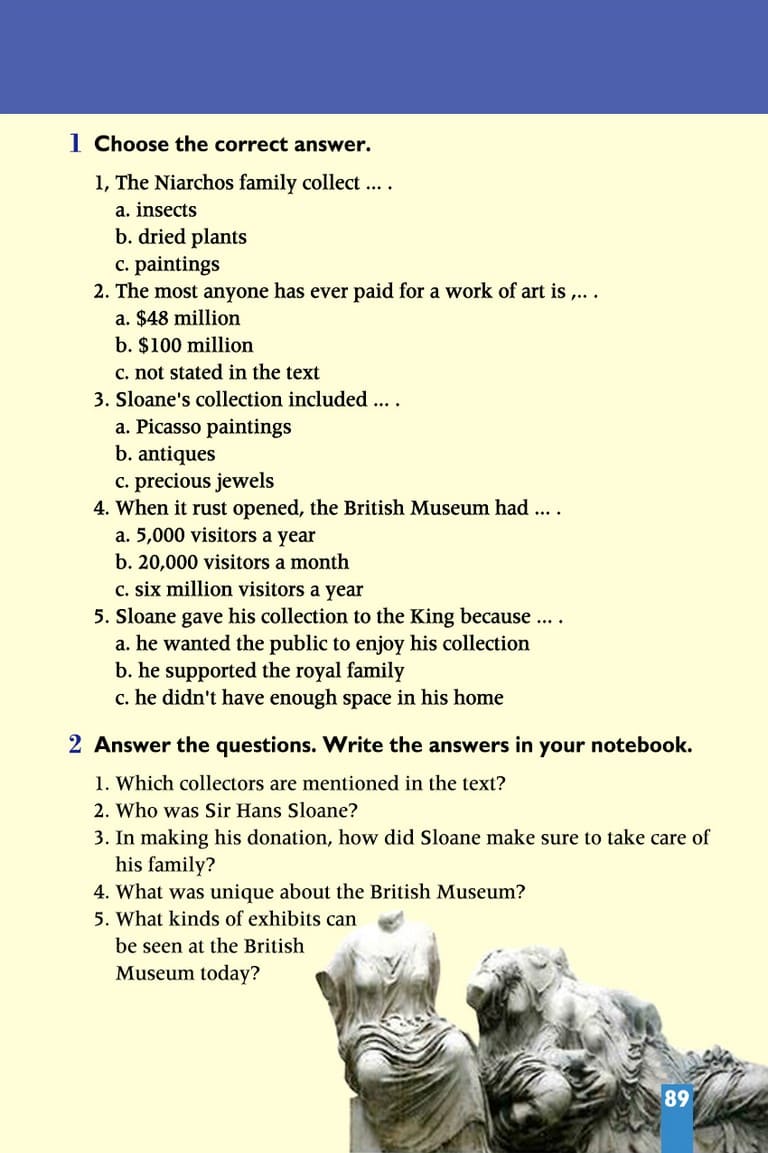 1 Choose the correct answer.
1, The Niarchos family collect ... .
a. insects
b. dried plants
c. paintings
2. The most anyone has ever paid for a work of art is ,.. .
a. $48 million
b. $100 million
c. not stated in the text
3. Sloane's collection included ... .
a. Picasso paintings
b. antiques
c. precious jewels
4. When it rust opened, the British Museum had ... .
a. 5,000 visitors a year
b. 20,000 visitors a month
c. six million visitors a year
5. Sloane gave his collection to the King because ... .
a. he wanted the public to enjoy his collection
b. he supported the royal family
c. he didn't have enough space in his home
2 Answer the questions. Write the answers in your notebook.
1. Which collectors are mentioned in the text?
2. Who was Sir Hans Sloane?
3. In making his donation, how did Sloane make sure to take care of
his family?
4. What was unique about the British Museum?
5. What kinds of exhibits can
be seen at the British
Museum today?
89